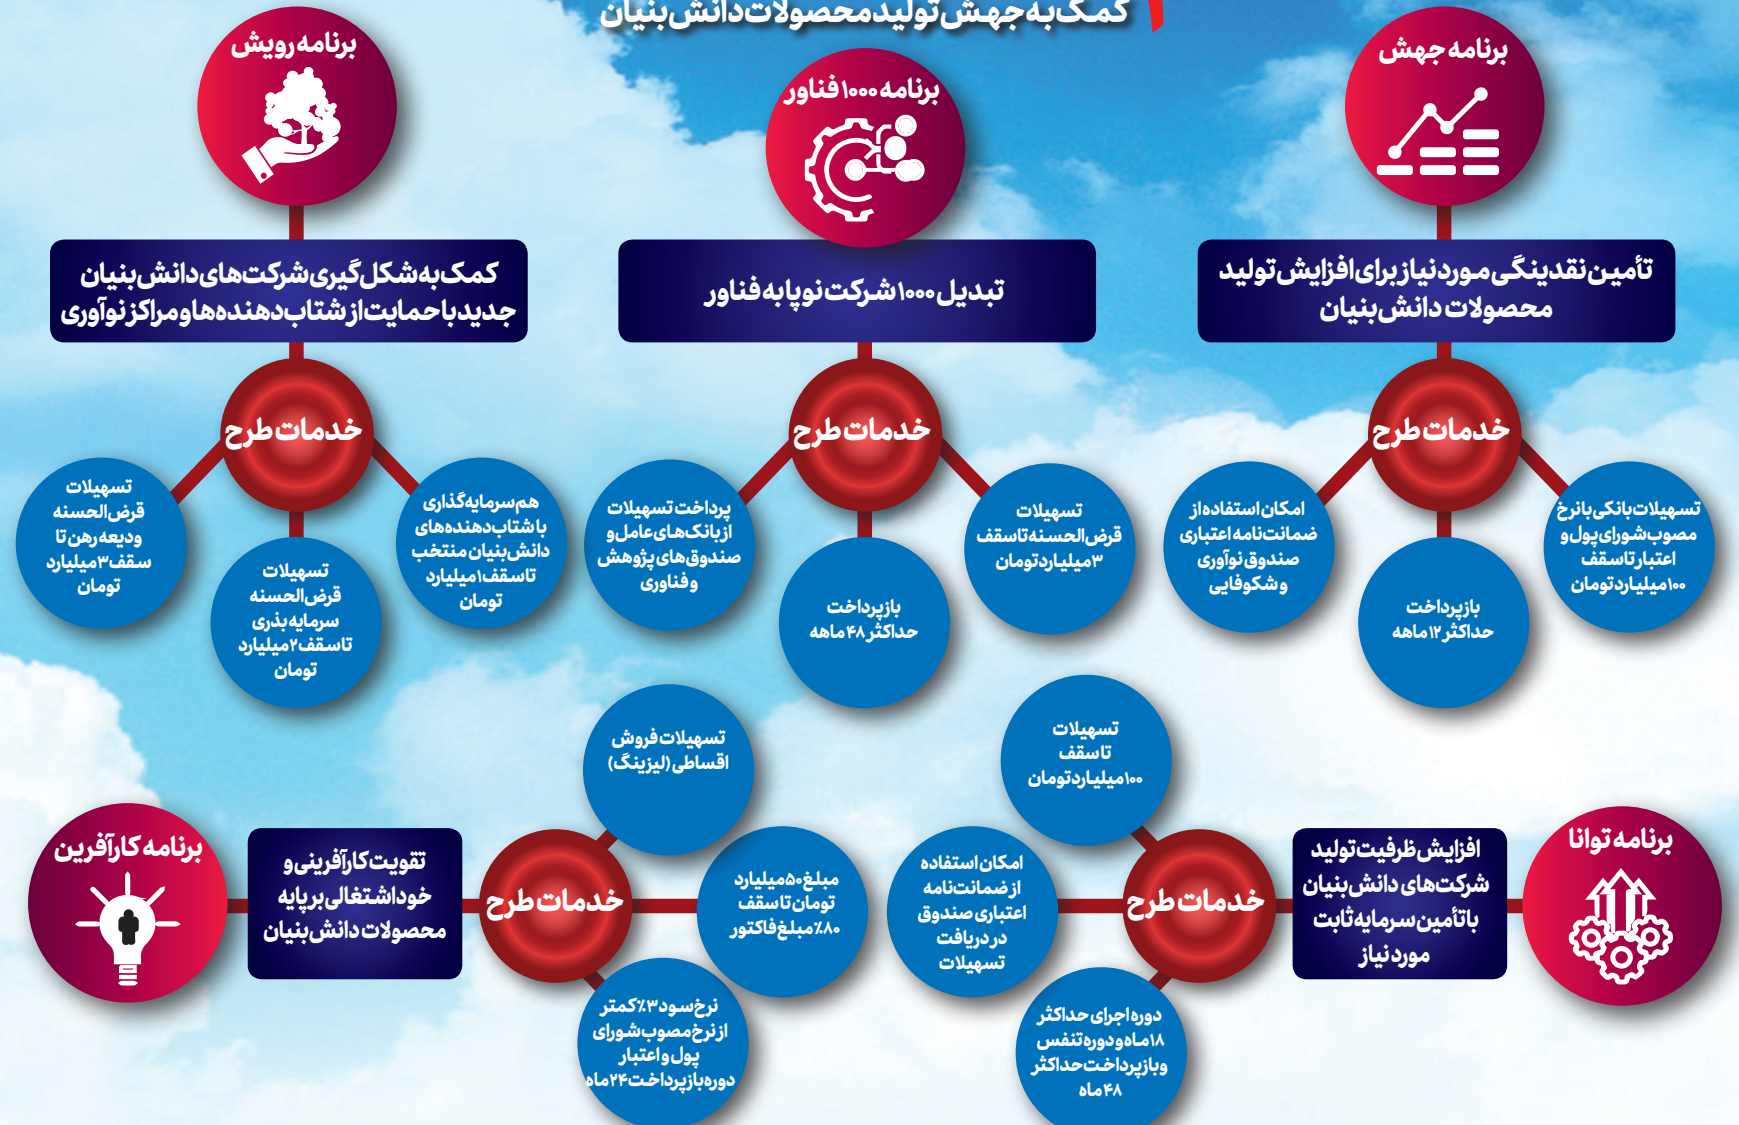 کمک به جهش تولید محصولات دانش‌بنیان
برنامه جهش
تأمین نقدینگی مورد نیاز برای افزایش تولید
محصولات دانش‌بنیان
خدمات طرح
تسهیلات بانکی با نرخ
مصوب شورای پول و
اعتبار تا سقف
۱۰۰ میلیارد تومان
بازپرداخت
حداکثر ۱۲ ماهه
امکان استفاده از
ضمانت‌نامه اعتباری
صندوق نوآوری
و شکوفایی
برنامه ۱۰۰۰ فناور
تبدیل ۱۰۰۰ شرکت نوپا به فناور
خدمات طرح
تسهیلات
قرض‌الحسنه تا سقف
۳ میلیارد تومان
بازپرداخت
حداکثر ۴۸ ماهه
پرداخت تسهیلات
از بانک‌های عامل و
صندوق‌های پژوهش
و فناوری
برنامه رویش
کمک به شکل‌گیری شرکت‌های دانش‌بنیان
جدید با حمایت از شتاب‌دهنده‌ها و مراکز نوآوری
خدمات طرح
هم‌سرمایه‌گذاری
با شتاب‌دهنده‌های
دانش‌بنیان منتخب
تا سقف ۱ میلیارد
تومان
تسهیلات
قرض‌الحسنه
سرمایه بذری
تا سقف ۲ میلیارد
تومان
تسهیلات
قرض‌الحسنه
ودیعه رهن تا
سقف ۳ میلیارد
تومان
برنامه توانا
افزایش ظرفیت تولید
شرکت‌های دانش‌بنیان
با تأمین سرمایه ثابت
مورد نیاز
خدمات طرح
تسهیلات
تا سقف
۱۰۰ میلیارد تومان
امکان استفاده
از ضمانت‌نامه
اعتباری صندوق
در دریافت
تسهیلات
دوره اجرای حداکثر
۱۸ ماه و دوره تنفس
و بازپرداخت حداکثر
۴۸ ماه
برنامه کارآفرین
تقویت کارآفرینی و
خوداشتغالی بر پایه
محصولات دانش‌بنیان
خدمات طرح
تسهیلات فروش
اقساطی (لیزینگ)
مبلغ ۵۰ میلیارد
تومان تا سقف
۸۰٪ مبلغ فاکتور
نرخ سود ۳٪ کمتر
از نرخ مصوب شورای
پول و اعتبار
دوره بازپرداخت ۲۴ ماه